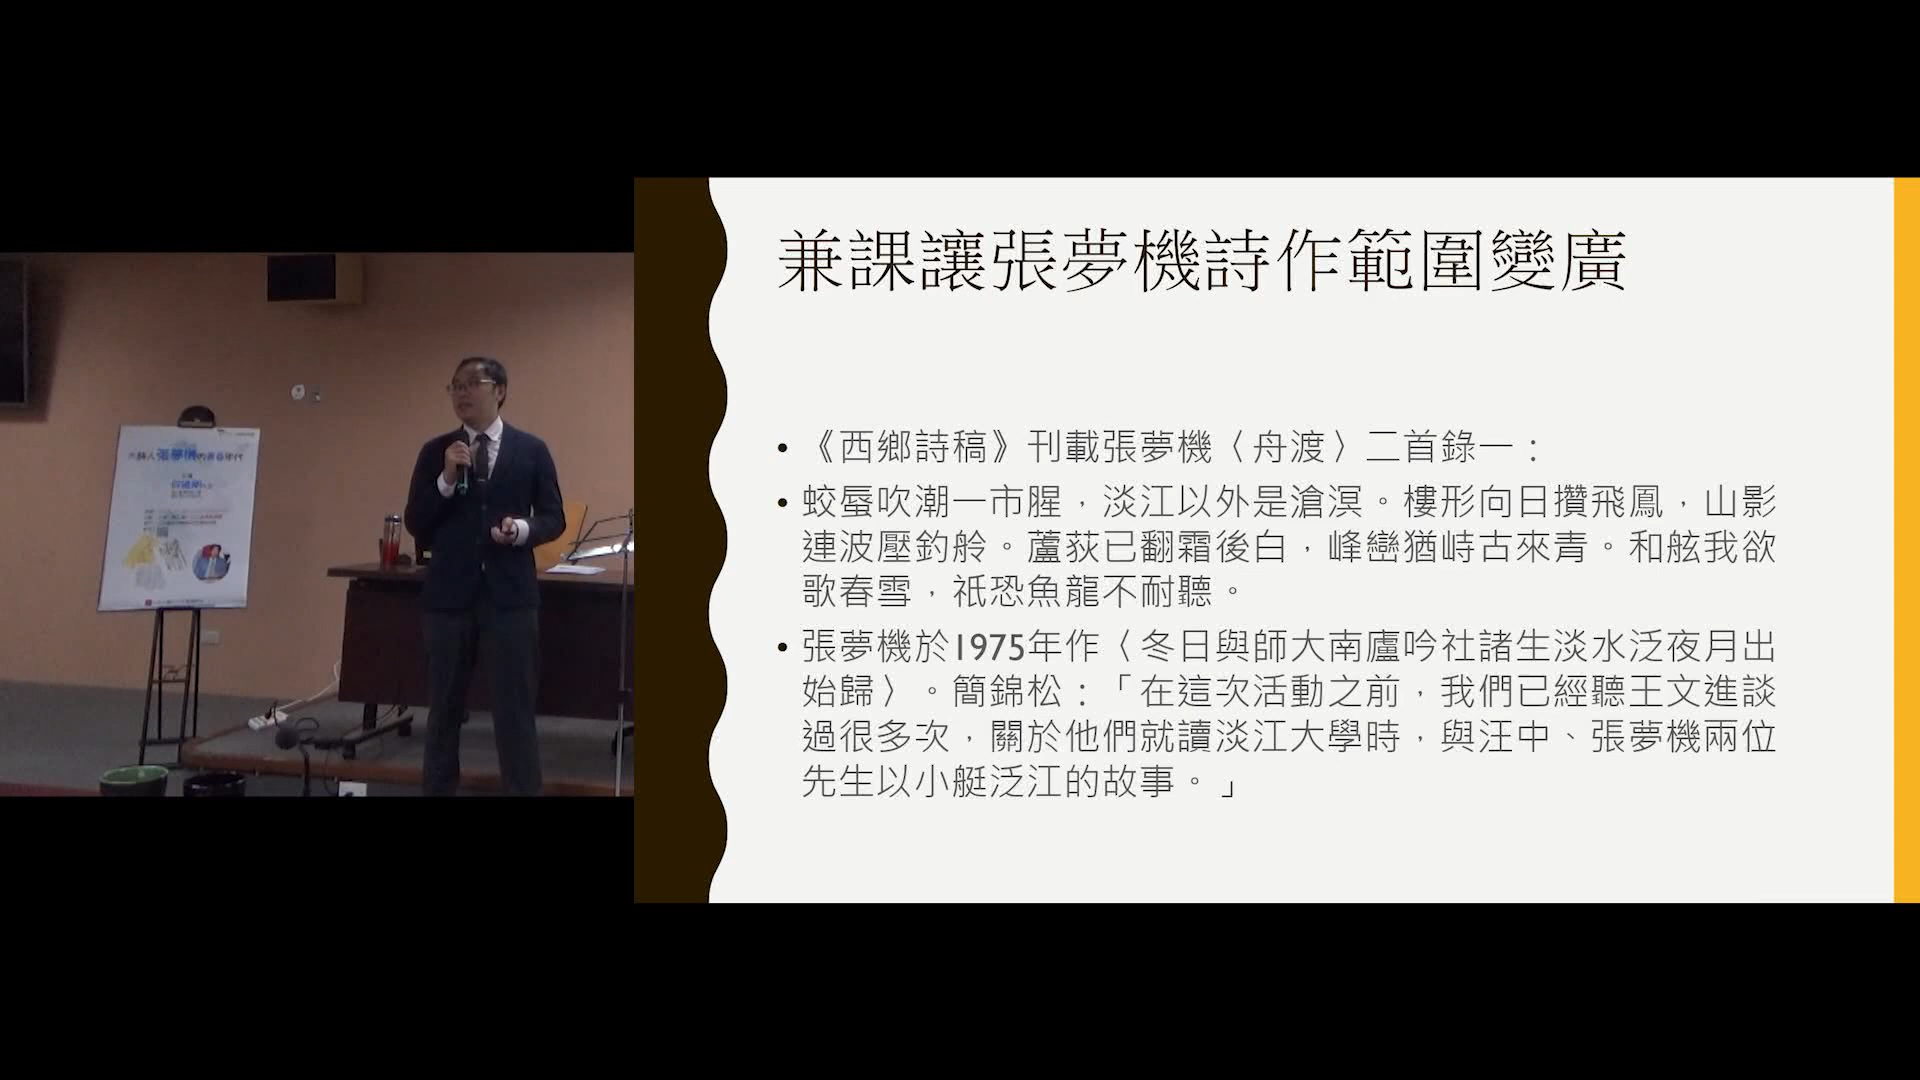 兼課讓張夢機詩作範圍變廣
• 《西鄉詩稿》刊載張夢機〈舟渡〉二首錄一：
• 蛟蜃吹潮一市腥，淡江以外是滄溟。樓形向日攢飛鳳，山影
連波壓釣舲。蘆荻已翻霜後白，峰巒猶峙古來青。和舷我欲
歌春雪，祇恐魚龍不耐聽。
• 張夢機於1975年作〈冬日與師大南廬吟社諸生淡水泛夜月出
始歸〉。簡錦松：「在這次活動之前，我們已經聽王文進談
過很多次，關於他們就讀淡江大學時，與汪中、張夢機兩位
先生以小艇泛江的故事。」
張夢機的青春年代